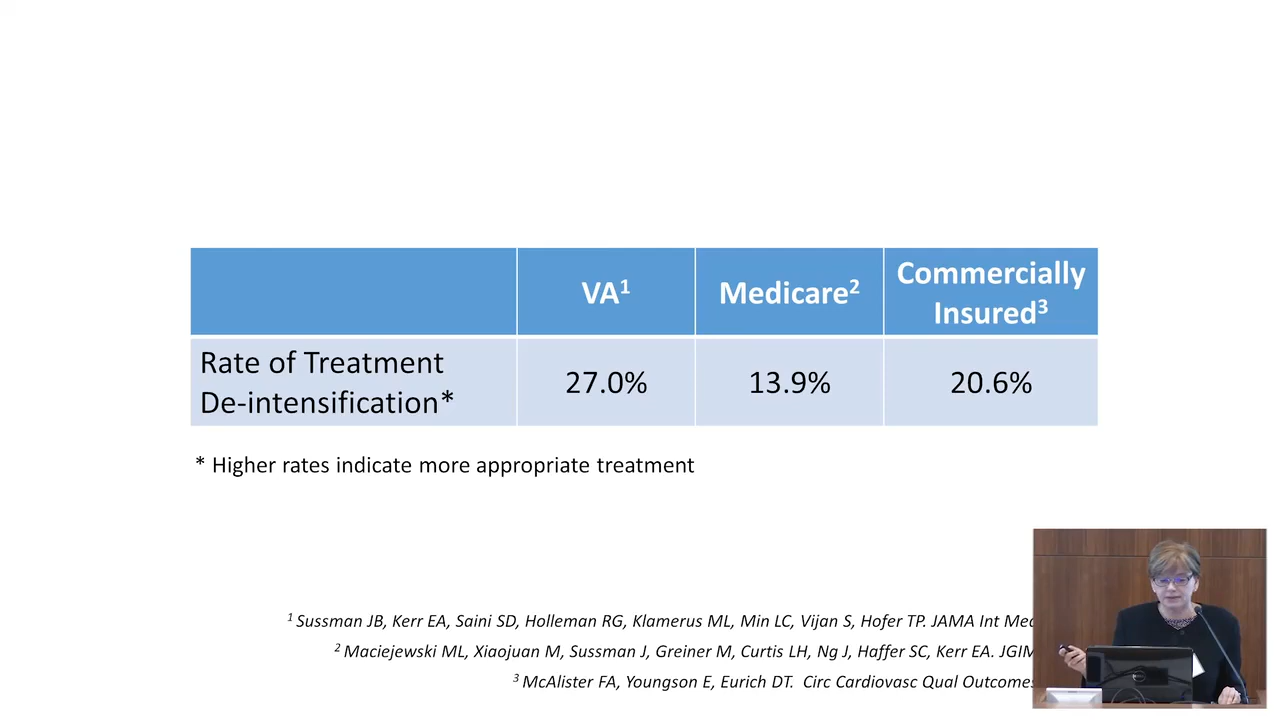 VA1
Medicare2
Commercially
Insured3
Rate of Treatment
De-intensification*
27.0%
13.9%
20.6%
* Higher rates indicate more appropriate treatment
1 Sussman JB, Kerr EA, Saini SD, Holleman RG, Klamerus ML, Min LC, Vijan S, Hofer TP. JAMA Int
2 Maciejewski ML, Xiaojuan M, Sussman J, Greiner M, Curtis LH, Ng J, Haffer SC, Kerr EA. JGIM
3 McAlister FA, Youngson E, Eurich DT. Circ Cardiovasc Qual Outcomes